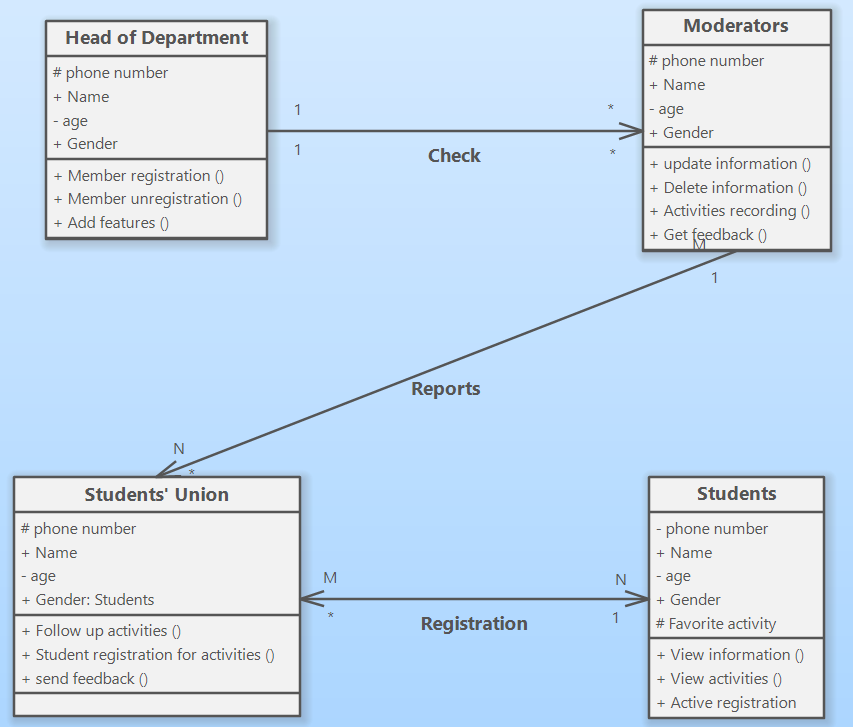 Head of Department
# phone number
+ Name
- age
+ Gender
+ Member registration ()
+ Member unregistration ()
+ Add features ()
1
*
Check
1
*
Moderators
# phone number
+ Name
- age
+ Gender
+ update information ()
+ Delete information ()
+ Activities recording ()
+ Get feedback ()
M
1
Reports
N
*
Students' Union
# phone number
+ Name
- age
+ Gender: Students
+ Follow up activities ()
+ Student registration for activities ()
+ send feedback ()
M
N
*
1
Registration
Students
- phone number
+ Name
- age
+ Gender
# Favorite activity
+ View information ()
+ View activities ()
+ Active registration